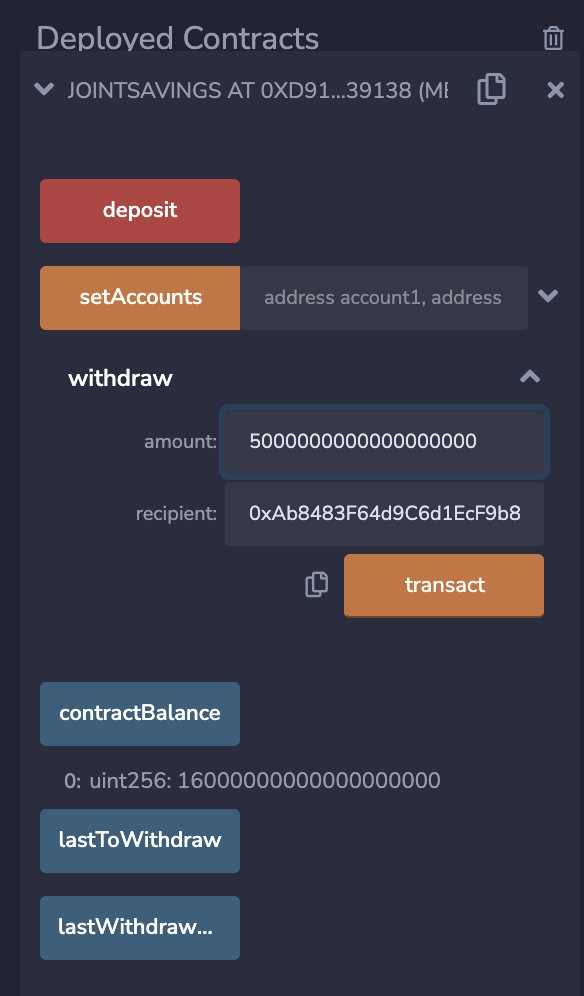 Deployed Contracts
JOINTSAVINGS AT 0XD91...39138 (ME
deposit
setAccounts address account1, address
withdraw
amount: 5000000000000000000
recipient: 0xAb8483F64d9C6d1EcF9b8
transact
contractBalance
0: uint256: 16000000000000000000
lastToWithdraw
lastWithdraw...